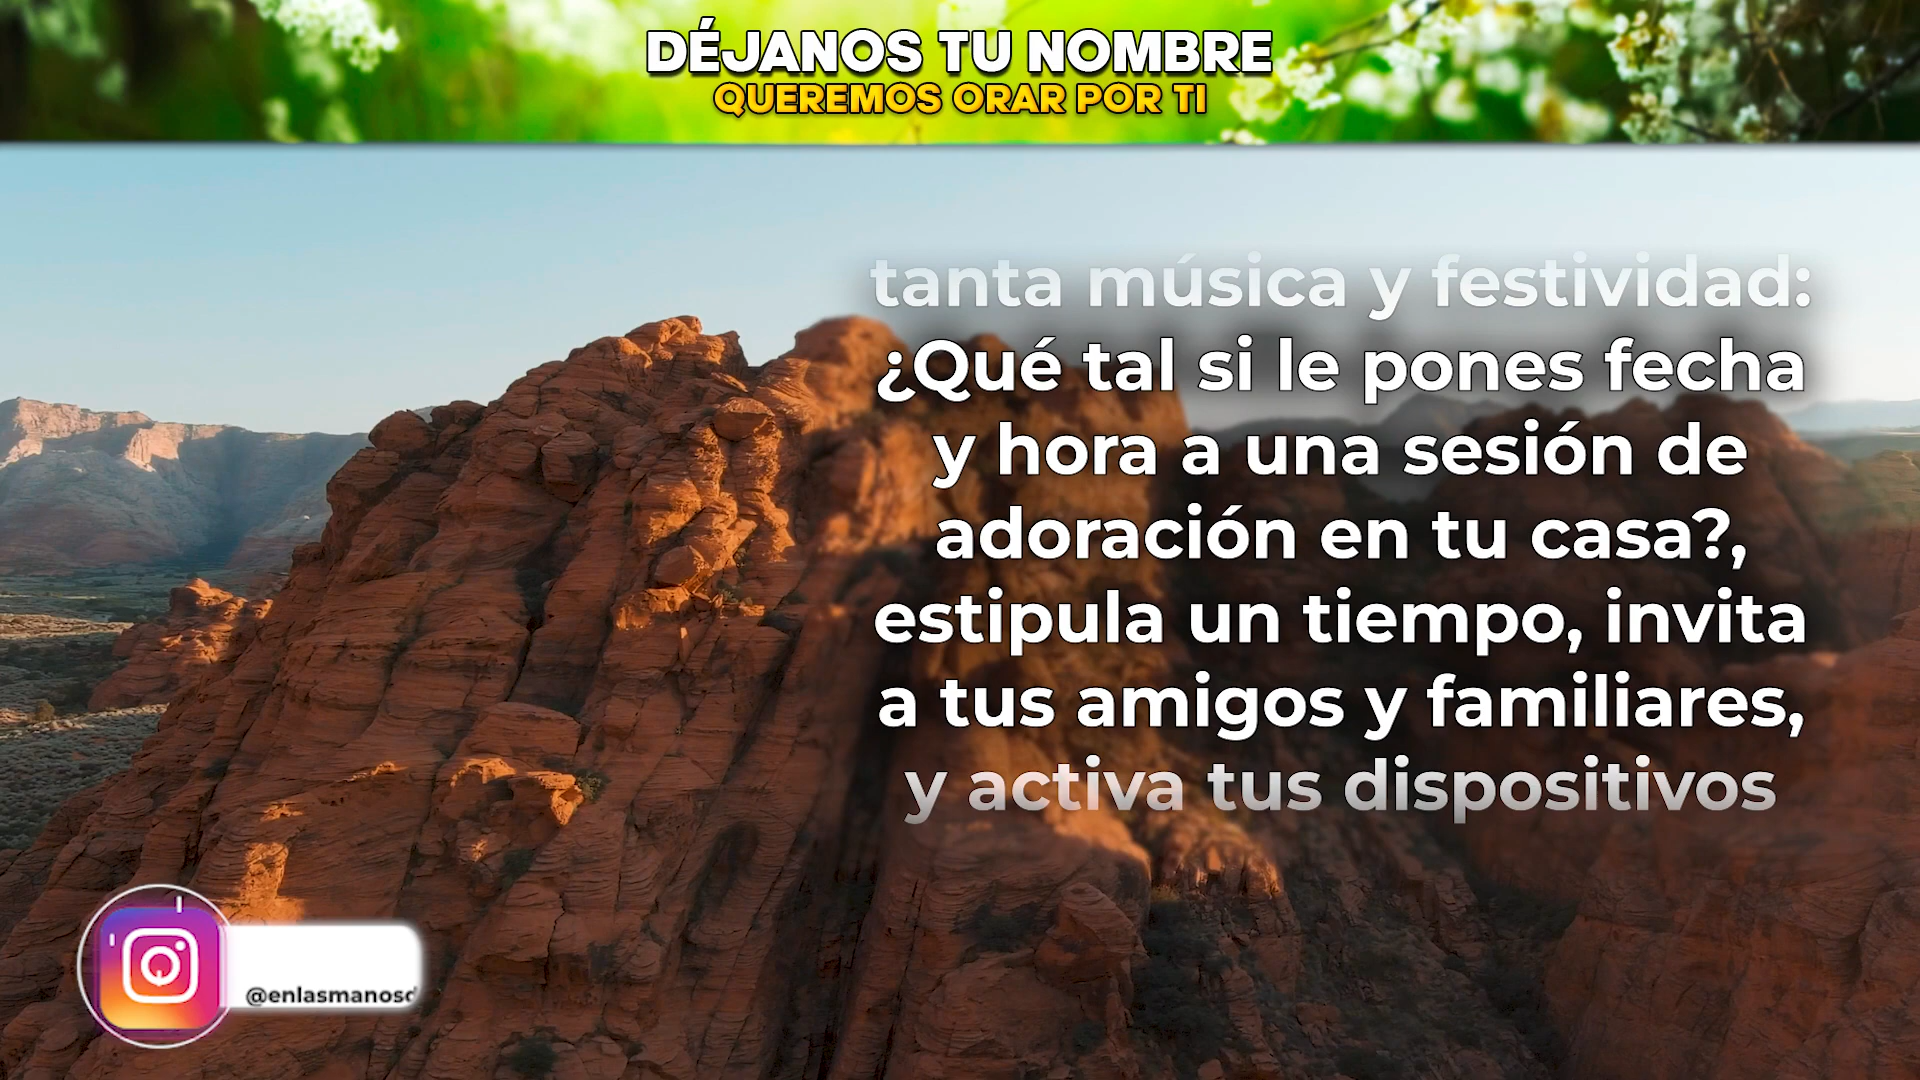 DÉJANOS TU NOMBRE
QUEREMOS ORAR POR TI
tanta música y festividad:
¿Qué tal si le pones fecha
y hora a una sesión de
adoración en tu casa?,
estipula un tiempo, invita
a tus amigos y familiares,
y activa tus dispositivos